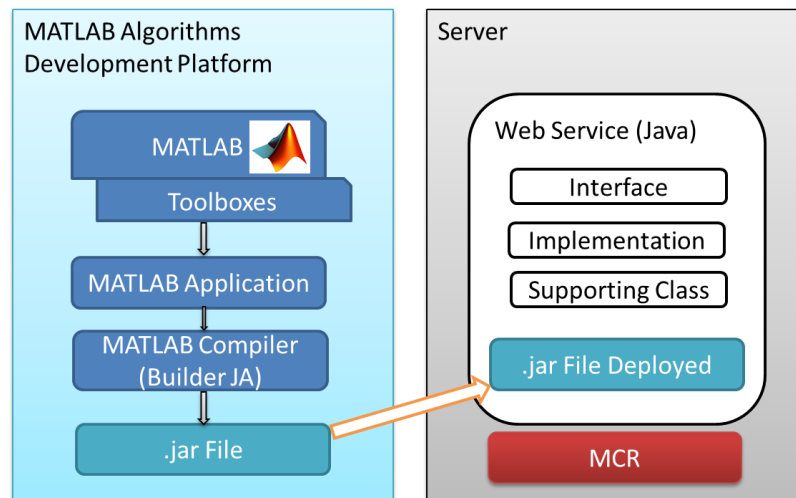 MATLAB Algorithms
Development Platform
MATLAB
Toolboxes
MATLAB Application
MATLAB Compiler
(Builder JA)
.jar File
Server
Web Service (Java)
Interface
Implementation
Supporting Class
.jar File Deployed
MCR